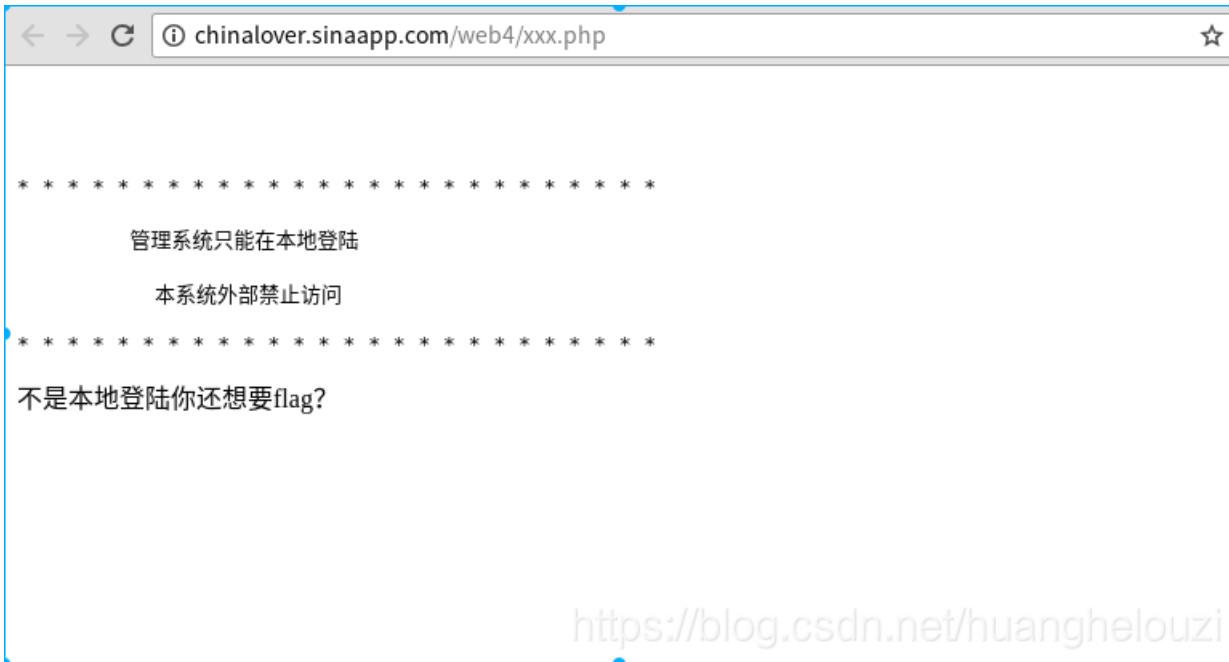 chinalover.sinaapp.com/web4/xxx.php
* * * * * * * * * * * * * * * * * * * * * * * * * *
管理系统只能在本地登陆
本系统外部禁止访问
* * * * * * * * * * * * * * * * * * * * * * * * * *
不是本地登陆你还想要flag?
https://blog.csdn.net/huanghelouzi